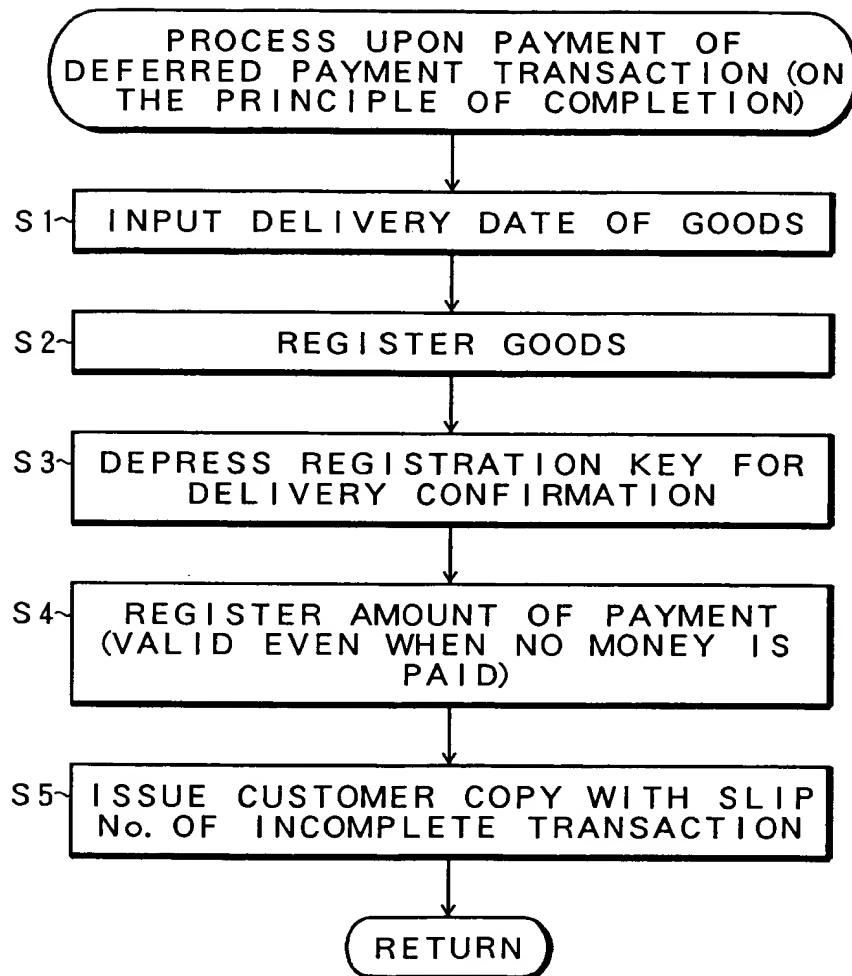 PROCESS UPON PAYMENT OF
DEFERRED PAYMENT TRANSACTION (ON
THE PRINCIPLE OF COMPLETION)
S1~ INPUT DELIVERY DATE OF GOODS
S2~ REGISTER GOODS
S3~ DEPRESS REGISTRATION KEY FOR
DELIVERY CONFIRMATION
S4~ REGISTER AMOUNT OF PAYMENT
(VALID EVEN WHEN NO MONEY IS
PAID)
S5~ ISSUE CUSTOMER COPY WITH SLIP
No. OF INCOMPLETE TRANSACTION
RETURN